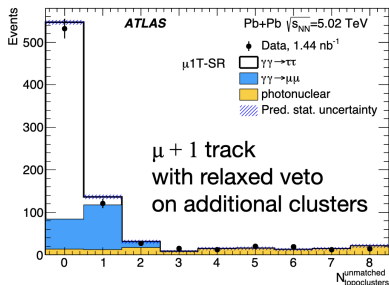 Events
ATLAS
Pb+Pb √sNN=5.02 TeV
Data, 1.44 nb⁻¹
μ1T-SR
γγ→ττ
γγ→μμ
photonuclear
Pred. stat. uncertainty
500
400
300
200
100
0
μ + 1 track
with relaxed veto
on additional clusters
0 1 2 3 4 5 6 7 8
N unmatched topoclusters